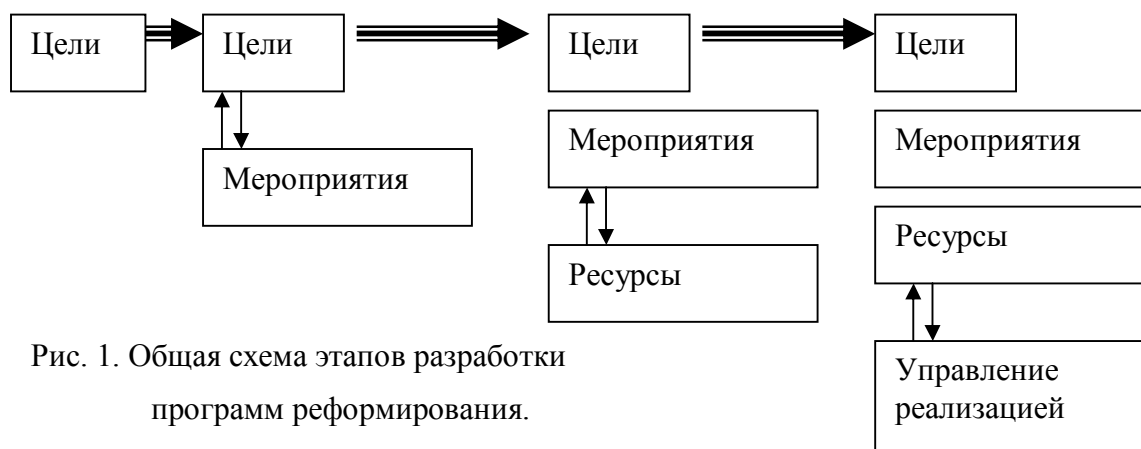 Цели
Цели
Цели
Цели
Мероприятия
Мероприятия
Мероприятия
Ресурсы
Ресурсы
Управление
реализацией
Рис. 1. Общая схема этапов разработки
программ реформирования.